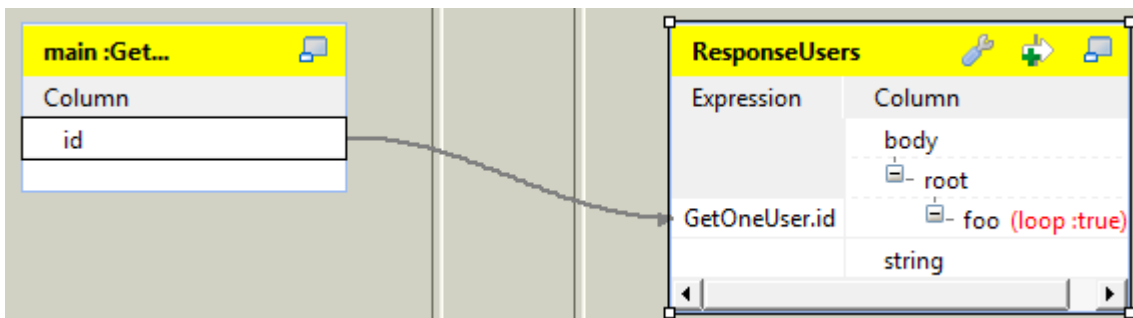 main :Get...
Column
id
ResponseUsers
Expression Column
body
root
GetOneUser.id foo (loop :true)
string